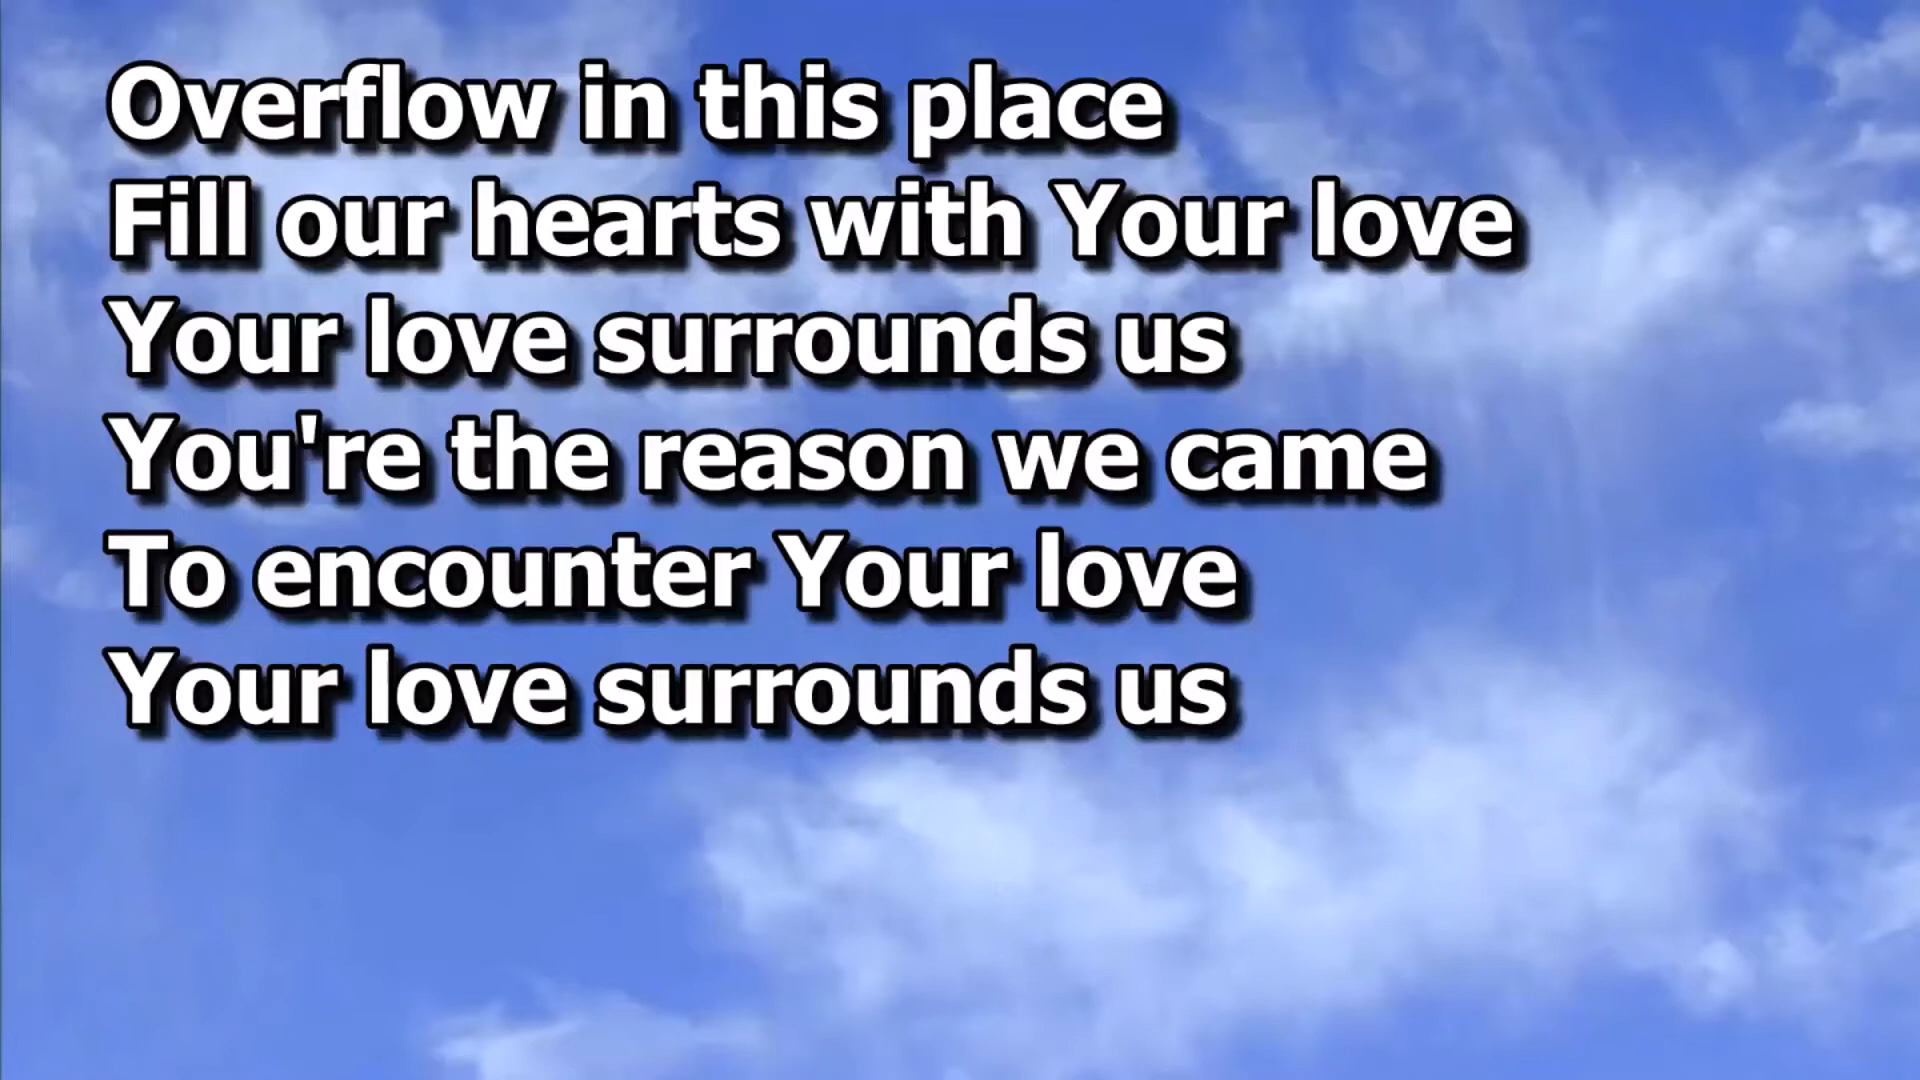 Overflow in this place
Fill our hearts with Your love
Your love surrounds us
You're the reason we came
To encounter Your love
Your love surrounds us